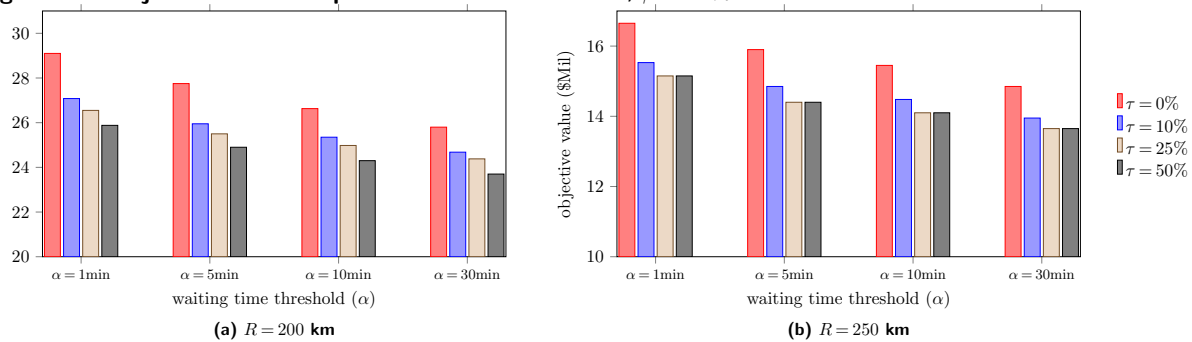 30
28
26
24
22
20
α = 1min α = 5min α = 10min α = 30min
waiting time threshold (α)
(a) R = 200 km
objective value ($Mil)
16
14
12
10
α = 1min α = 5min α = 10min α = 30min
waiting time threshold (α)
(b) R = 250 km
τ = 0%
τ = 10%
τ = 25%
τ = 50%